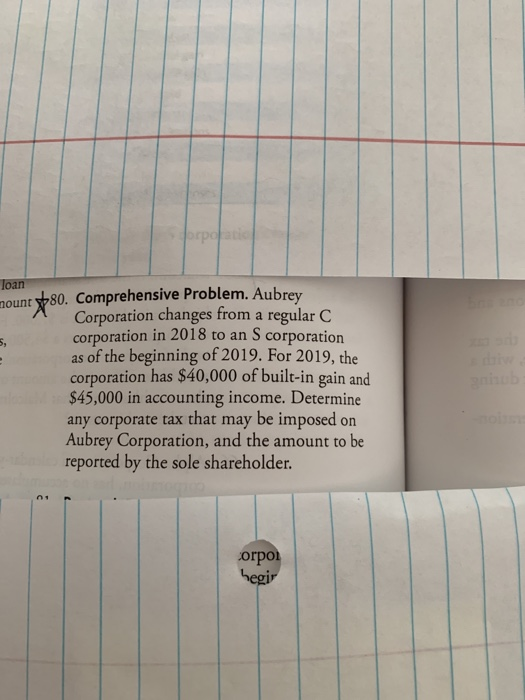 loan
80. Comprehensive Problem. Aubrey
Corporation changes from a regular C
s, corporation in 2018 to an S corporation
as of the beginning of 2019. For 2019, the
corporation has $40,000 of built-in gain and
$45,000 in accounting income. Determine
any corporate tax that may be imposed on
Aubrey Corporation, and the amount to be
reported by the sole shareholder.